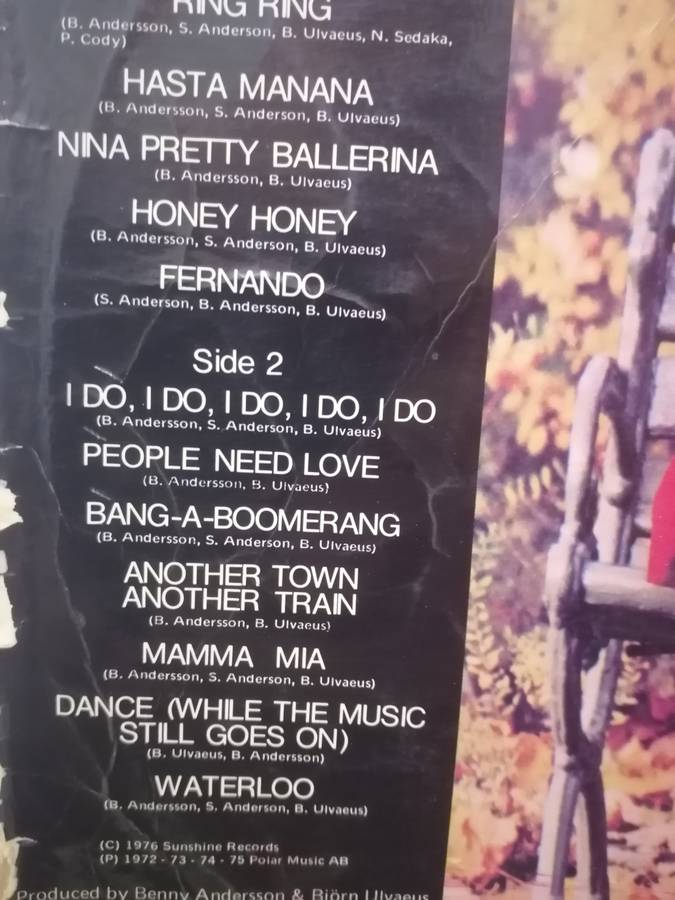 RING RING
(B. Andersson, S. Anderson, B. Ulvaeus, N. Sedaka,
P. Cody)
HASTA MANANA
(B. Andersson, S. Anderson, B. Ulvaeus)
NINA PRETTY BALLERINA
(B. Andersson, B. Ulvaeus)
HONEY HONEY
(B. Andersson, S. Anderson, B. Ulvaeus)
FERNANDO
(S. Anderson, B. Andersson, B. Ulvaeus)
Side 2
I DO, I DO, I DO, I DO, I DO
(B. Andersson, S. Anderson, B. Ulvaeus)
PEOPLE NEED LOVE
(B. Andersson, B. Ulvaeus)
BANG-A-BOOMERANG
(B. Andersson, S. Anderson, B. Ulvaeus)
ANOTHER TOWN
ANOTHER TRAIN
(B. Andersson, B. Ulvaeus)
MAMMA MIA
(B. Andersson, S. Anderson, B. Ulvaeus)
DANCE (WHILE THE MUSIC
STILL GOES ON)
(B. Ulvaeus, B. Andersson)
WATERLOO
(B. Andersson, S. Anderson, B. Ulvaeus)
(C) 1976 Sunshine Records
(P) 1972 - 73 - 74 - 75 Polar Music AB
produced by Benny Andersson & Björn Ulvaeus